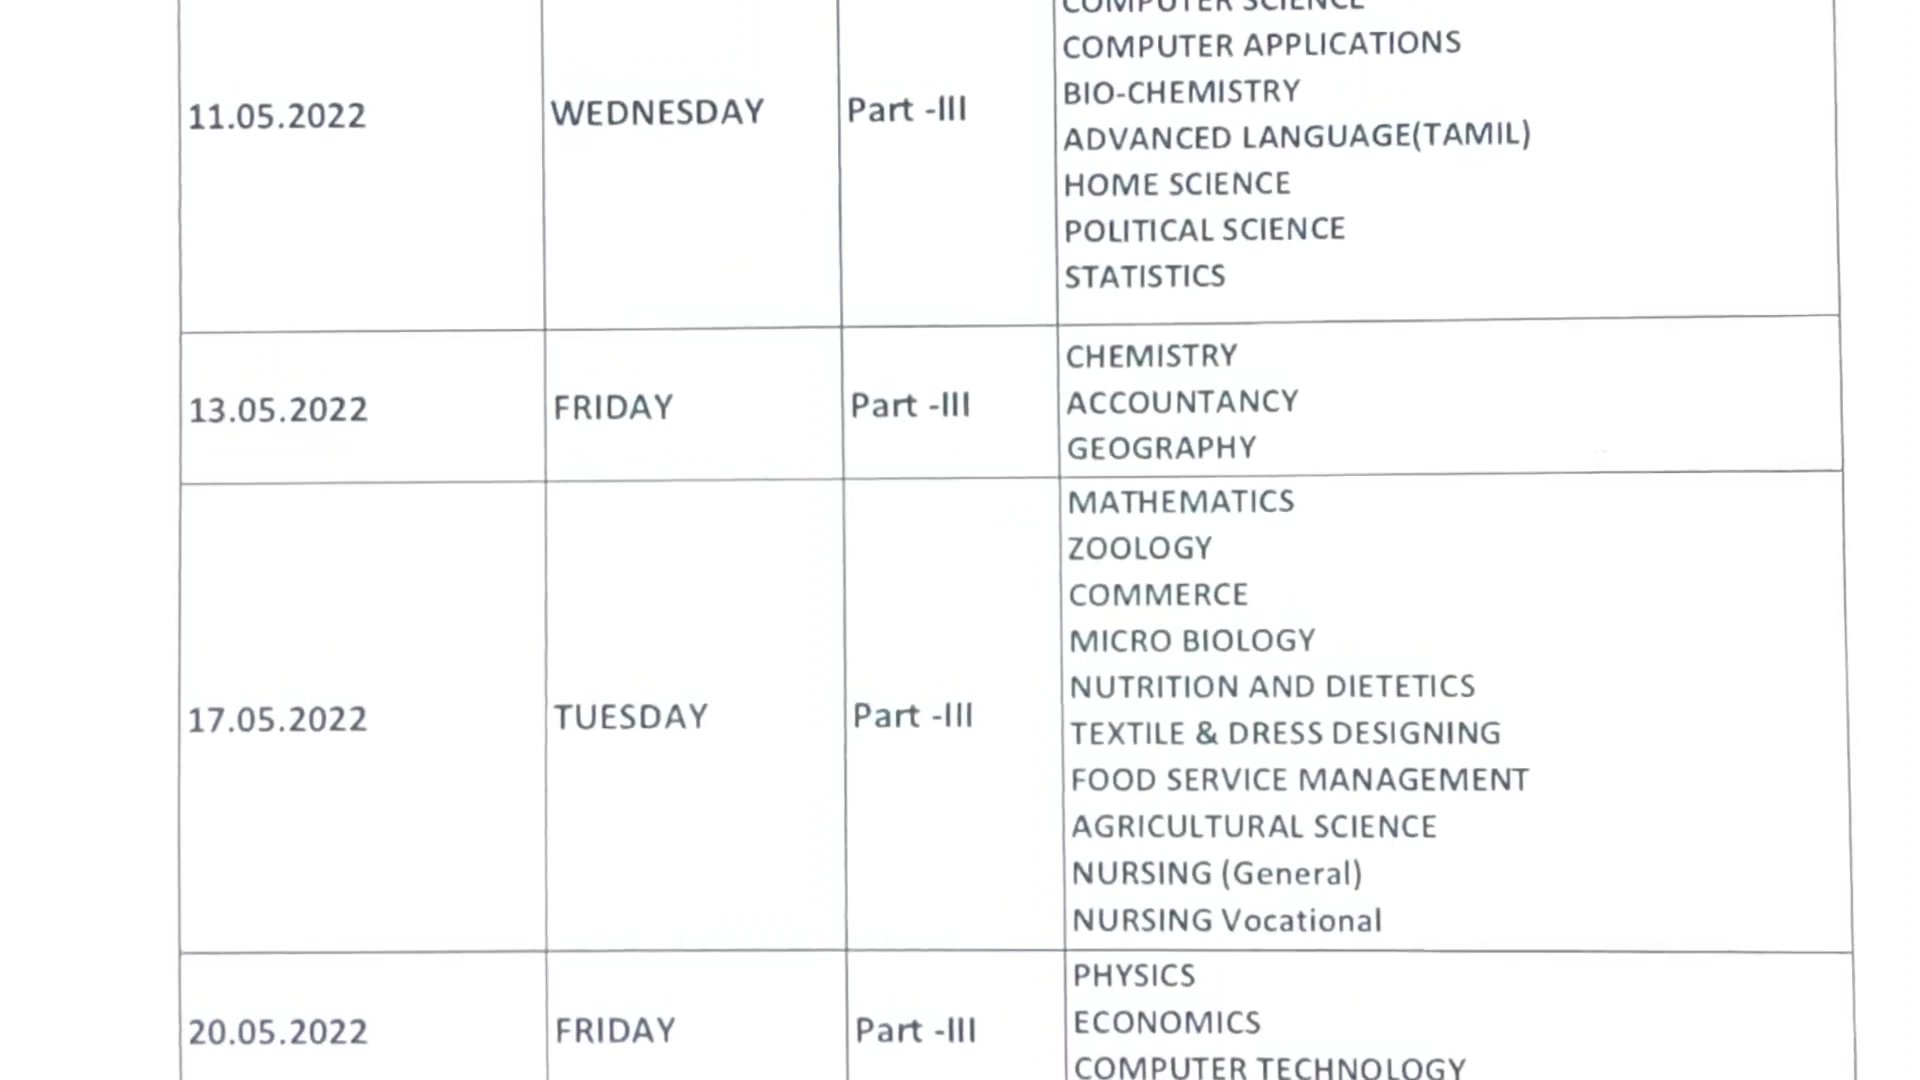 COMPUTER SCIENCE
COMPUTER APPLICATIONS
BIO-CHEMISTRY
11.05.2022 WEDNESDAY Part -III
ADVANCED LANGUAGE(TAMIL)
HOME SCIENCE
POLITICAL SCIENCE
STATISTICS
CHEMISTRY
13.05.2022 FRIDAY Part -III ACCOUNTANCY
GEOGRAPHY
MATHEMATICS
ZOOLOGY
COMMERCE
MICRO BIOLOGY
NUTRITION AND DIETETICS
17.05.2022 TUESDAY Part -III
TEXTILE & DRESS DESIGNING
FOOD SERVICE MANAGEMENT
AGRICULTURAL SCIENCE
NURSING (General)
NURSING Vocational
PHYSICS
20.05.2022 FRIDAY Part -III ECONOMICS
COMPUTER TECHNOLOGY